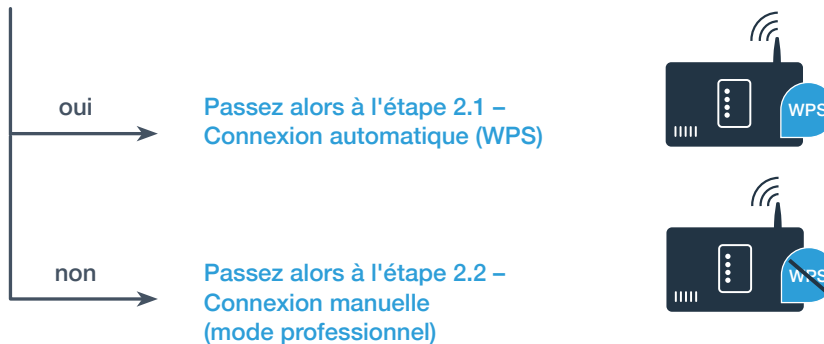 oui
Passez alors à l'étape 2.1 –
Connexion automatique (WPS)
WPS
non
Passez alors à l'étape 2.2 –
Connexion manuelle
(mode professionnel)
WPS